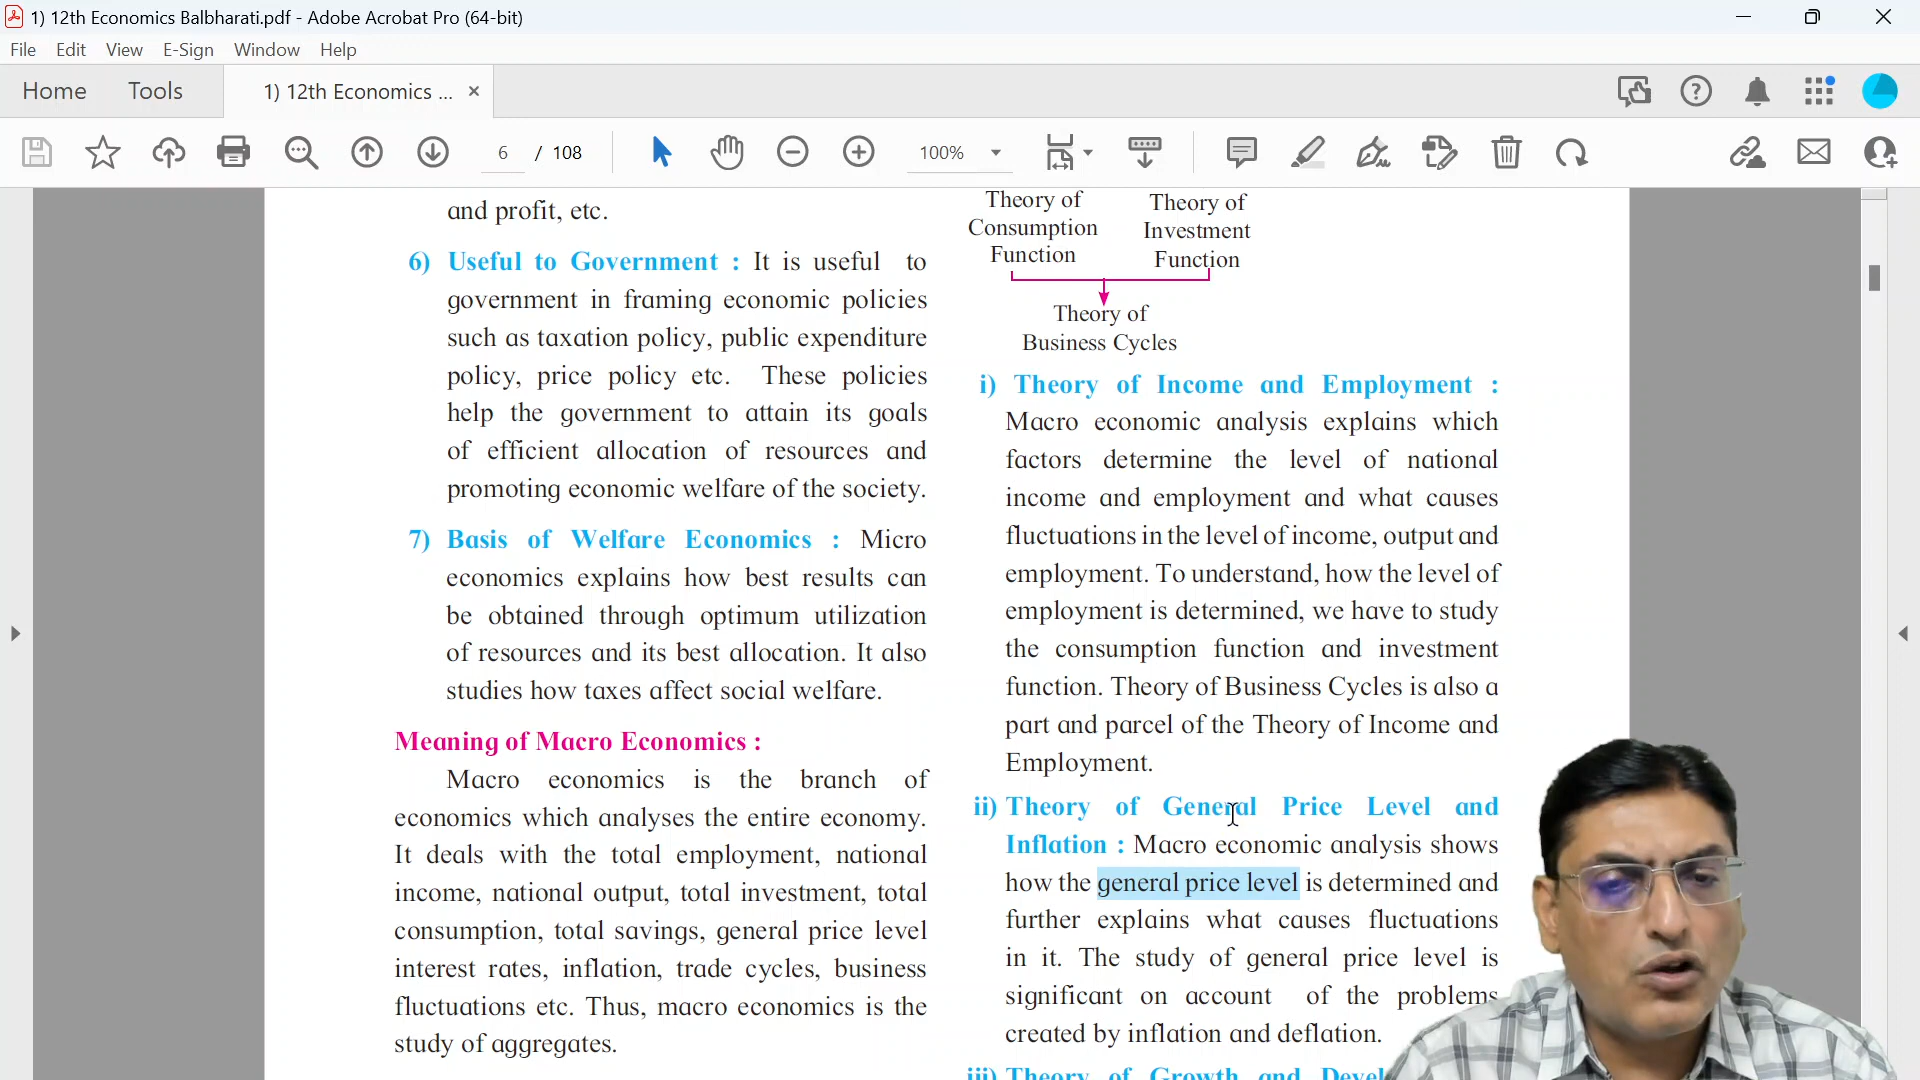 1) 12th Economics Balbharati.pdf - Adobe Acrobat Pro (64-bit)
File Edit View E-Sign Window Help
Home Tools 1) 12th Economics ... ×
6 / 108 100%
and profit, etc.
6) Useful to Government : It is useful to
government in framing economic policies
such as taxation policy, public expenditure
policy, price policy etc. These policies
help the government to attain its goals
of efficient allocation of resources and
promoting economic welfare of the society.
7) Basis of Welfare Economics : Micro
economics explains how best results can
be obtained through optimum utilization
of resources and its best allocation. It also
studies how taxes affect social welfare.
Meaning of Macro Economics :
Macro economics is the branch of
economics which analyses the entire economy.
It deals with the total employment, national
income, national output, total investment, total
consumption, total savings, general price level
interest rates, inflation, trade cycles, business
fluctuations etc. Thus, macro economics is the
study of aggregates.
Theory of
Consumption
Function
Theory of
Investment
Function
Theory of
Business Cycles
i) Theory of Income and Employment :
Macro economic analysis explains which
factors determine the level of national
income and employment and what causes
fluctuations in the level of income, output and
employment. To understand, how the level of
employment is determined, we have to study
the consumption function and investment
function. Theory of Business Cycles is also a
part and parcel of the Theory of Income and
Employment.
ii) Theory of General Price Level and
Inflation : Macro economic analysis shows
how the general price level is determined and
further explains what causes fluctuations
in it. The study of general price level is
significant on account of the problems
created by inflation and deflation.
iii) Theory of Growth and